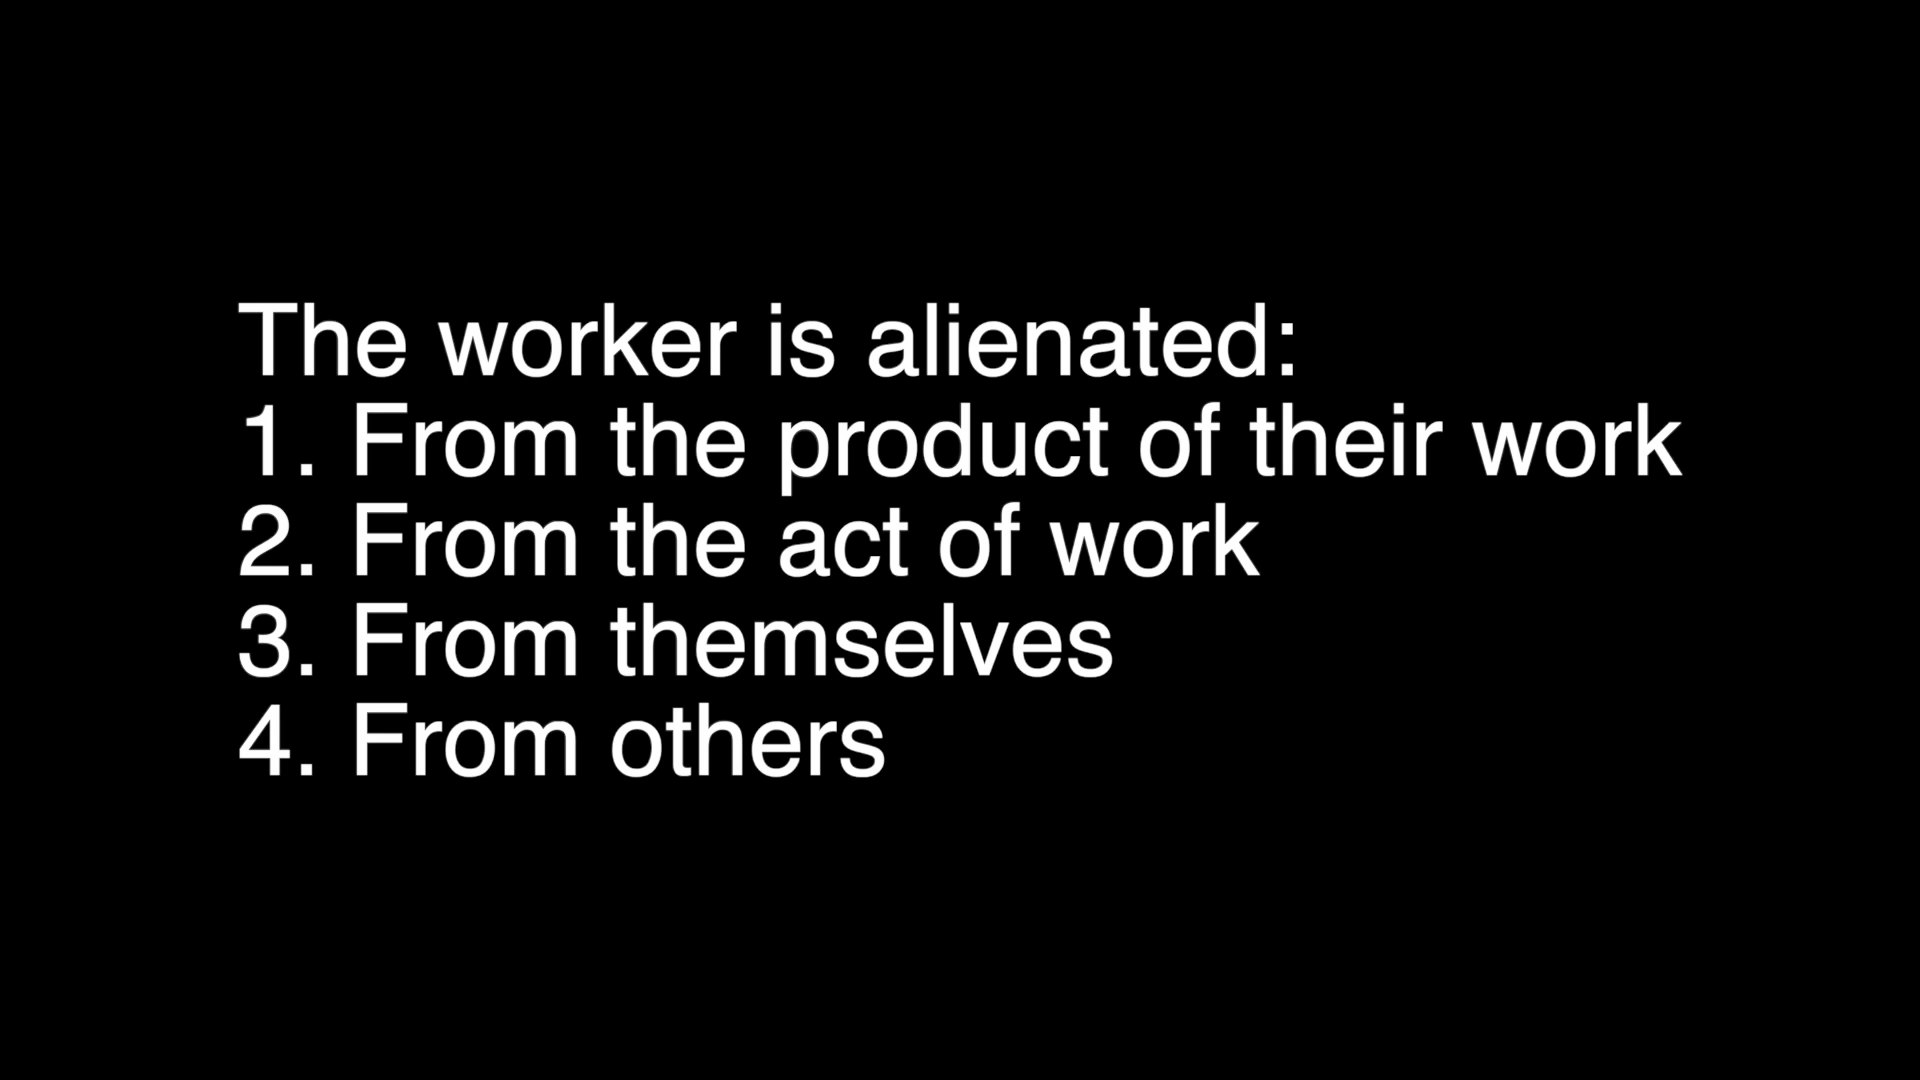 The worker is alienated:
1. From the product of their work
2. From the act of work
3. From themselves
4. From others